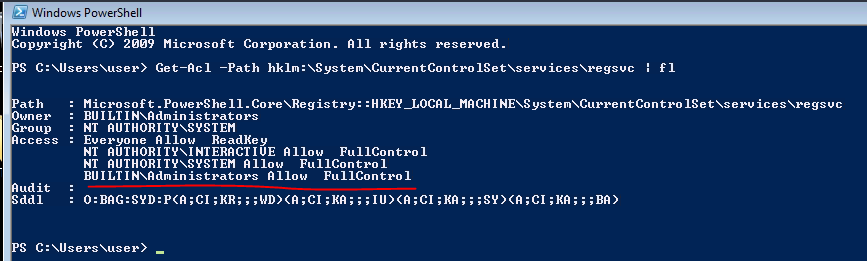 Windows PowerShell
Windows PowerShell
Copyright (C) 2009 Microsoft Corporation. All rights reserved.
PS C:\Users\user> Get-Acl -Path hklm:\System\CurrentControlSet\services\regsvc | fl
Path   : Microsoft.PowerShell.Core\Registry::HKEY_LOCAL_MACHINE\System\CurrentControlSet\services\regsvc
Owner  : BUILTIN\Administrators
Group  : NT AUTHORITY\SYSTEM
Access : Everyone Allow  ReadKey
         NT AUTHORITY\INTERACTIVE Allow  FullControl
         NT AUTHORITY\SYSTEM Allow  FullControl
         BUILTIN\Administrators Allow  FullControl
Audit  :
Sddl   : O:BAG:SYD:P(A;CI;KR;;;WD)(A;CI;KA;;;IU)(A;CI;KA;;;SY)(A;CI;KA;;;BA)
PS C:\Users\user> _